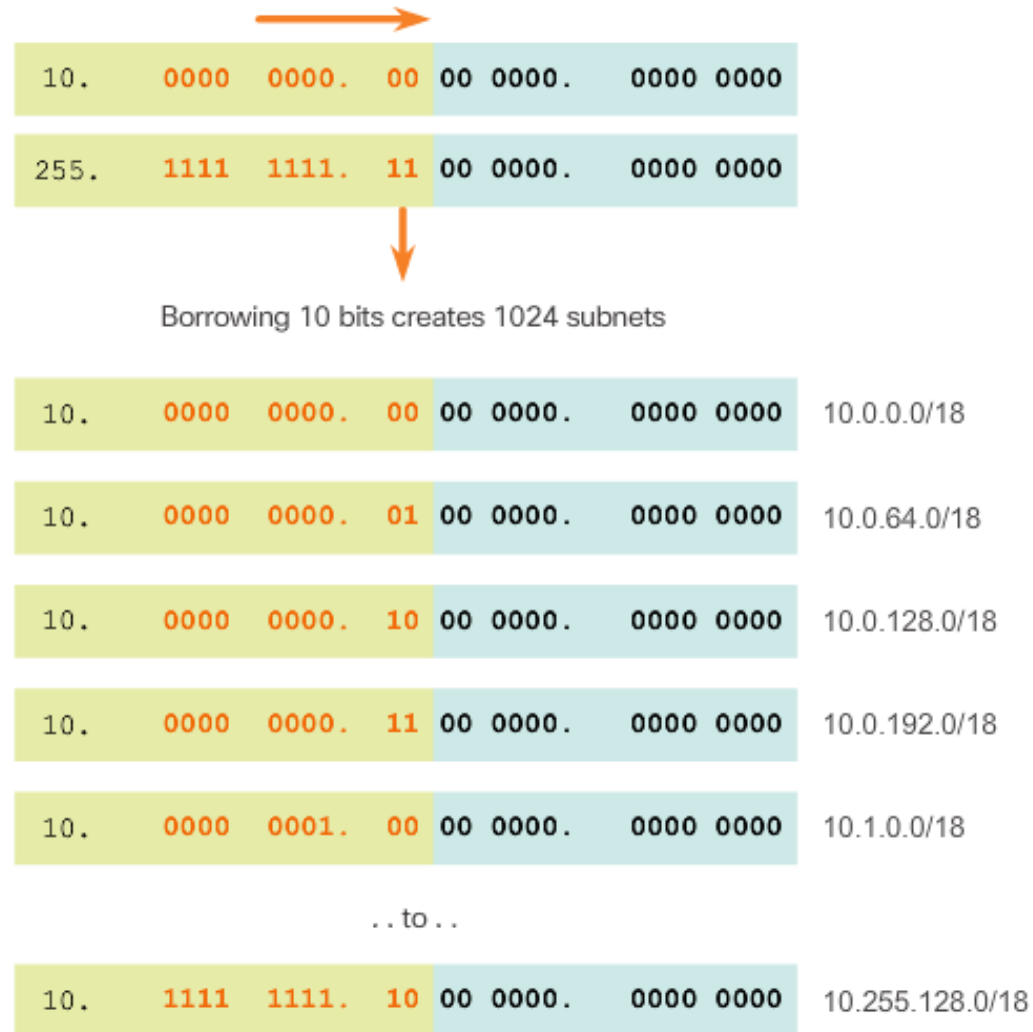 10. 0000 0000. 00 00 0000. 0000 0000
255. 1111 1111. 11 00 0000. 0000 0000
Borrowing 10 bits creates 1024 subnets
10. 0000 0000. 00 00 0000. 0000 0000 10.0.0.0/18
10. 0000 0000. 01 00 0000. 0000 0000 10.0.64.0/18
10. 0000 0000. 10 00 0000. 0000 0000 10.0.128.0/18
10. 0000 0000. 11 00 0000. 0000 0000 10.0.192.0/18
10. 0000 0001. 00 00 0000. 0000 0000 10.1.0.0/18
. . to . .
10. 1111 1111. 10 00 0000. 0000 0000 10.255.128.0/18